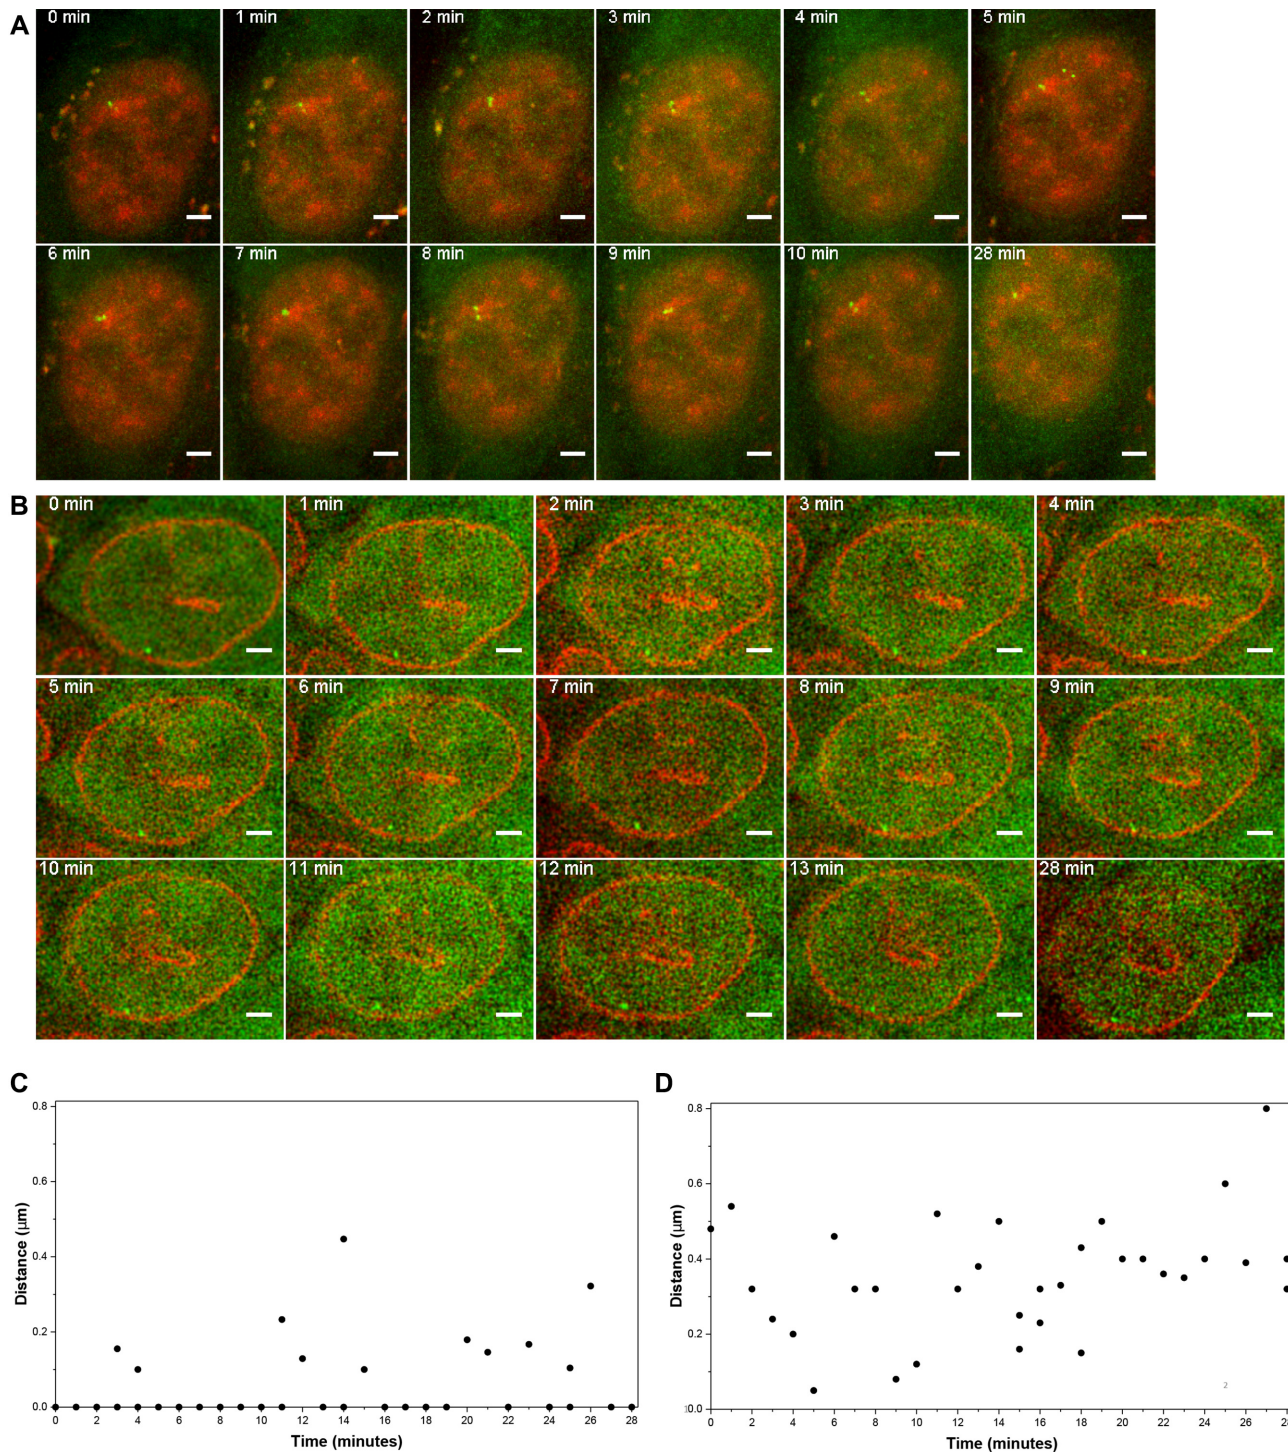 A
0 min 1 min 2 min 3 min 4 min 5 min
6 min 7 min 8 min 9 min 10 min 28 min
B
0 min 1 min 2 min 3 min 4 min
5 min 6 min 7 min 8 min 9 min
10 min 11 min 12 min 13 min 28 min
C
0.8
0.6
0.4
0.2
0.0
Distance (µm)
0 2 4 6 8 10 12 14 16 18 20 22 24 26 28
Time (minutes)
D
0.8
0.6
0.4
0.2
0.0
Distance (µm)
2
0 2 4 6 8 10 12 14 16 18 20 22 24 26 28
Time (minutes)